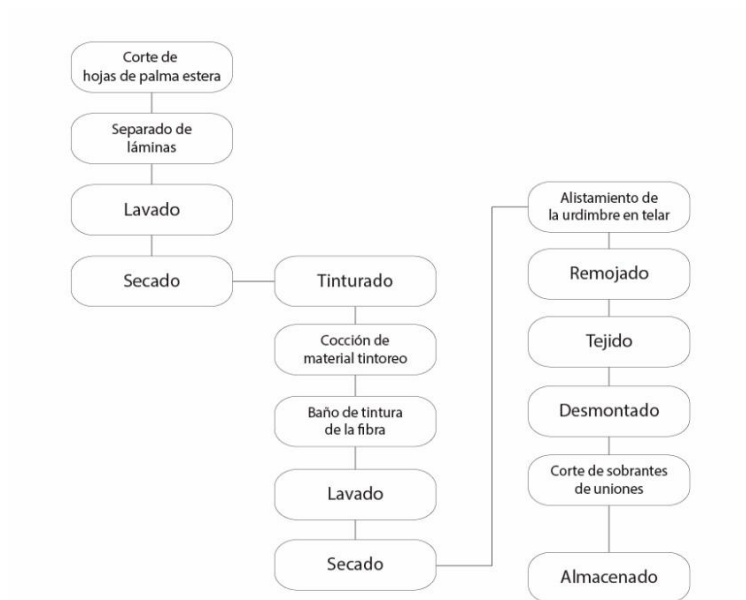 Corte de
hojas de palma estera
Separado de
láminas
Lavado
Secado
Tinturado
Cocción de
material tintoreo
Baño de tintura
de la fibra
Lavado
Secado
Alistamiento de
la urdimbre en telar
Remojado
Tejido
Desmontado
Corte de sobrantes
de uniones
Almacenado